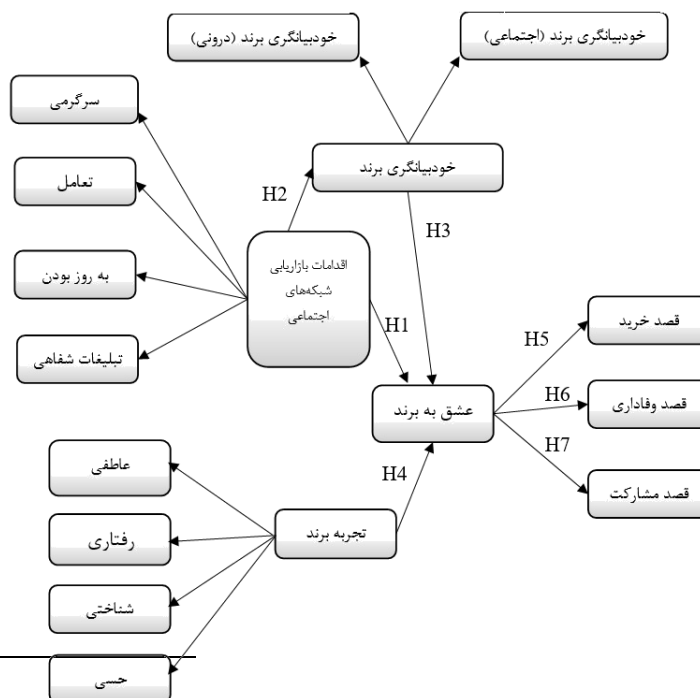 خودبیانگری برند (اجتماعی)
خودبیانگری برند (درونی)
سرگرمی
خودبیانگری برند
تعامل
H2
H3
اقدامات بازاریابی
شبکه‌های
اجتماعی
به روز بودن
H1
تبلیغات شفاهی
قصد خرید
H5
عشق به برند
H6
قصد وفاداری
H7
H4
قصد مشارکت
عاطفی
تجربه برند
رفتاری
شناختی
حسی